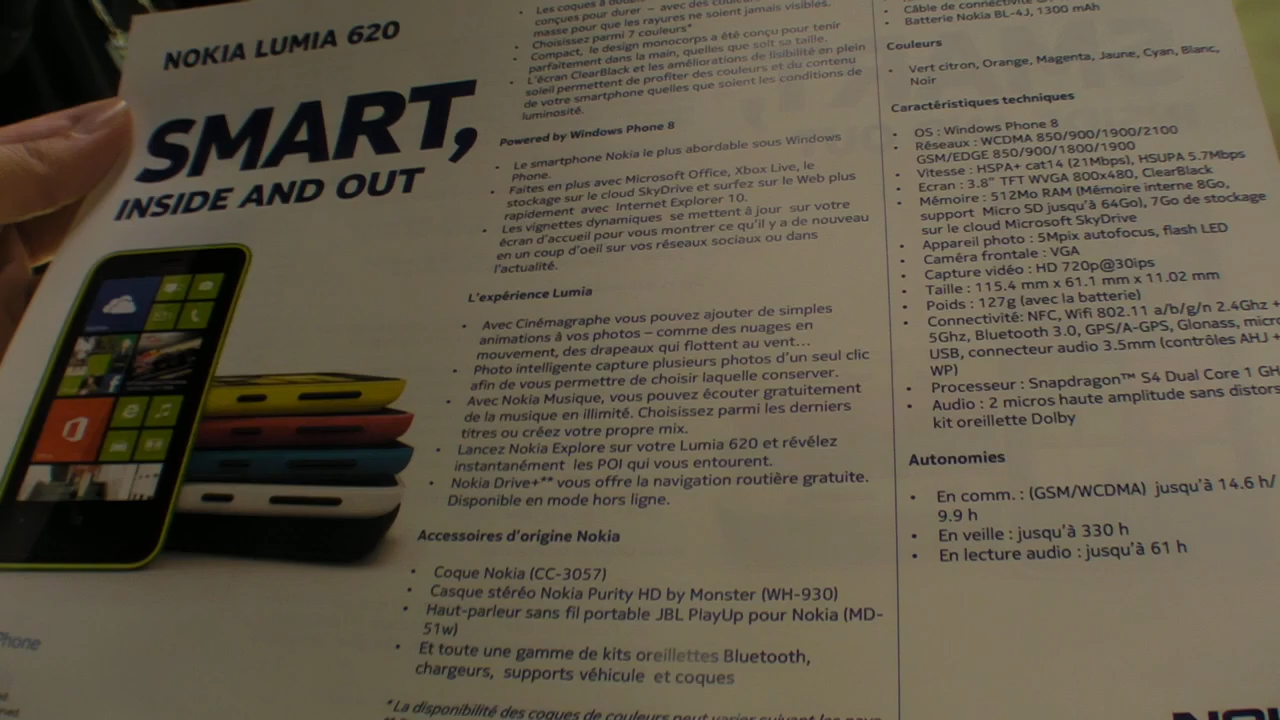 NOKIA LUMIA 620
SMART,
INSIDE AND OUT
Phone
• Les coques à
conçues pour durer – avec des
masse pour que les rayures ne soient jamais visibles.
• Choisissez parmi 7 couleurs*
• Compact, le design monocorps a été conçu pour tenir
parfaitement dans la main, quelques que soit sa taille.
• L'écran ClearBlack et les améliorations de lisibilité en plein
soleil permettent de profiter des couleurs et du contenu
de votre smartphone quelles que soient les conditions de
luminosité.
Powered by Windows Phone 8
• Le smartphone Nokia le plus abordable sous Windows
Phone.
• Faites en plus avec Microsoft Office, Xbox Live, le
stockage sur le cloud SkyDrive et surfez sur le Web plus
rapidement avec Internet Explorer 10.
• Les vignettes dynamiques se mettent à jour sur votre
écran d'accueil pour vous montrer ce qu'il y a de nouveau
en un coup d'oeil sur vos réseaux sociaux ou dans
l'actualité.
L'expérience Lumia
• Avec Cinémagraphe vous pouvez ajouter de simples
animations à vos photos – comme des nuages en
mouvement, des drapeaux qui flottent au vent...
• Photo intelligente capture plusieurs photos d'un seul clic
afin de vous permettre de choisir laquelle conserver.
• Avec Nokia Musique, vous pouvez écouter gratuitement
de la musique en illimité. Choisissez parmi les derniers
titres ou créez votre propre mix.
• Lancez Nokia Explore sur votre Lumia 620 et révélez
instantanément les POI qui vous entourent.
• Nokia Drive+** vous offre la navigation routière gratuite.
Disponible en mode hors ligne.
Accessoires d'origine Nokia
• Coque Nokia (CC-3057)
• Casque stéréo Nokia Purity HD by Monster (WH-930)
• Haut-parleur sans fil portable JBL PlayUp pour Nokia (MD-
51w)
• Et toute une gamme de kits oreillettes Bluetooth,
chargeurs, supports véhicule et coques
*La disponibilité des coques de couleurs peut varier suivant les pays
• Câble de
• Batterie Nokia BL-4J, 1300 mAh
Couleurs
• Vert citron, Orange, Magenta, Jaune, Cyan, Blanc,
Noir
Caractéristiques techniques
• OS : Windows Phone 8
• Réseaux : WCDMA 850/900/1900/2100
GSM/EDGE 850/900/1800/1900
• Vitesse : HSPA+ cat14 (21Mbps), HSUPA 5.7Mbps
• Ecran : 3.8" TFT WVGA 800x480, ClearBlack
• Mémoire : 512Mo RAM (Mémoire interne 8Go,
support Micro SD jusqu'à 64Go), 7Go de stockage
sur le cloud Microsoft SkyDrive
• Appareil photo : 5Mpix autofocus, flash LED
• Caméra frontale : VGA
• Capture vidéo : HD 720p@30ips
• Taille : 115.4 mm x 61.1 mm x 11.02 mm
• Poids : 127g (avec la batterie)
• Connectivité: NFC, Wifi 802.11 a/b/g/n 2.4Ghz +
5Ghz, Bluetooth 3.0, GPS/A-GPS, Glonass, micro
USB, connecteur audio 3.5mm (contrôles AHJ +
WP)
• Processeur : Snapdragon™ S4 Dual Core 1 GH
• Audio : 2 micros haute amplitude sans distors
kit oreillette Dolby
Autonomies
• En comm. : (GSM/WCDMA) jusqu'à 14.6 h/
9.9 h
• En veille : jusqu'à 330 h
• En lecture audio : jusqu'à 61 h